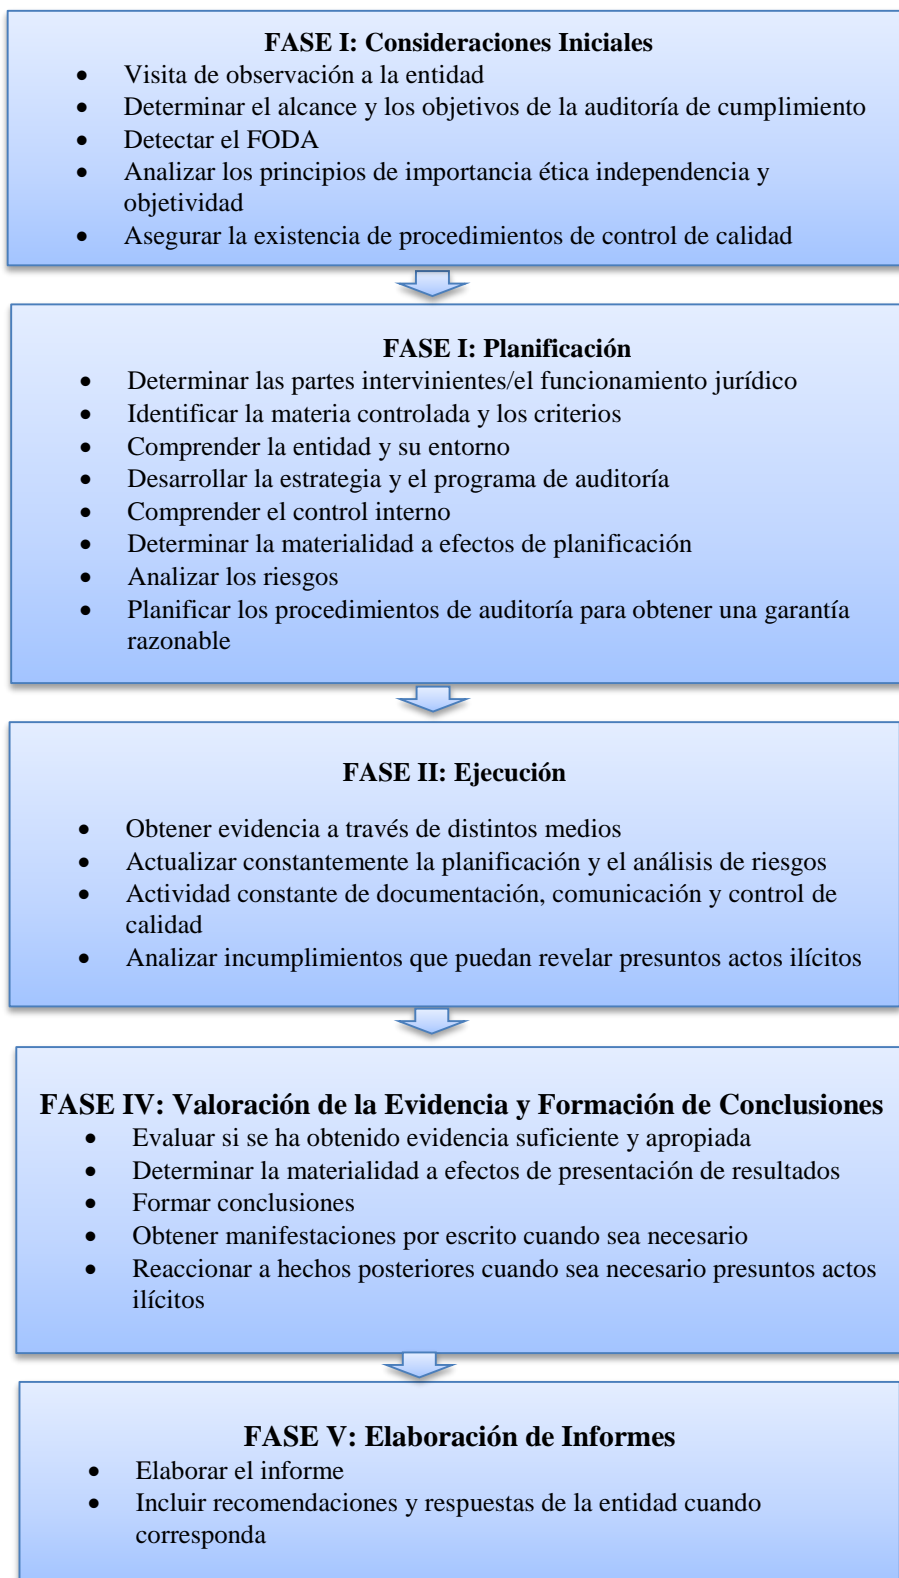 FASE I: Consideraciones Iniciales
• Visita de observación a la entidad
• Determinar el alcance y los objetivos de la auditoría de cumplimiento
• Detectar el FODA
• Analizar los principios de importancia ética independencia y
objetividad
• Asegurar la existencia de procedimientos de control de calidad
FASE I: Planificación
• Determinar las partes intervinientes/el funcionamiento jurídico
• Identificar la materia controlada y los criterios
• Comprender la entidad y su entorno
• Desarrollar la estrategia y el programa de auditoría
• Comprender el control interno
• Determinar la materialidad a efectos de planificación
• Analizar los riesgos
• Planificar los procedimientos de auditoría para obtener una garantía
razonable
FASE II: Ejecución
• Obtener evidencia a través de distintos medios
• Actualizar constantemente la planificación y el análisis de riesgos
• Actividad constante de documentación, comunicación y control de
calidad
• Analizar incumplimientos que puedan revelar presuntos actos ilícitos
FASE IV: Valoración de la Evidencia y Formación de Conclusiones
• Evaluar si se ha obtenido evidencia suficiente y apropiada
• Determinar la materialidad a efectos de presentación de resultados
• Formar conclusiones
• Obtener manifestaciones por escrito cuando sea necesario
• Reaccionar a hechos posteriores cuando sea necesario presuntos actos
ilícitos
FASE V: Elaboración de Informes
• Elaborar el informe
• Incluir recomendaciones y respuestas de la entidad cuando
corresponda